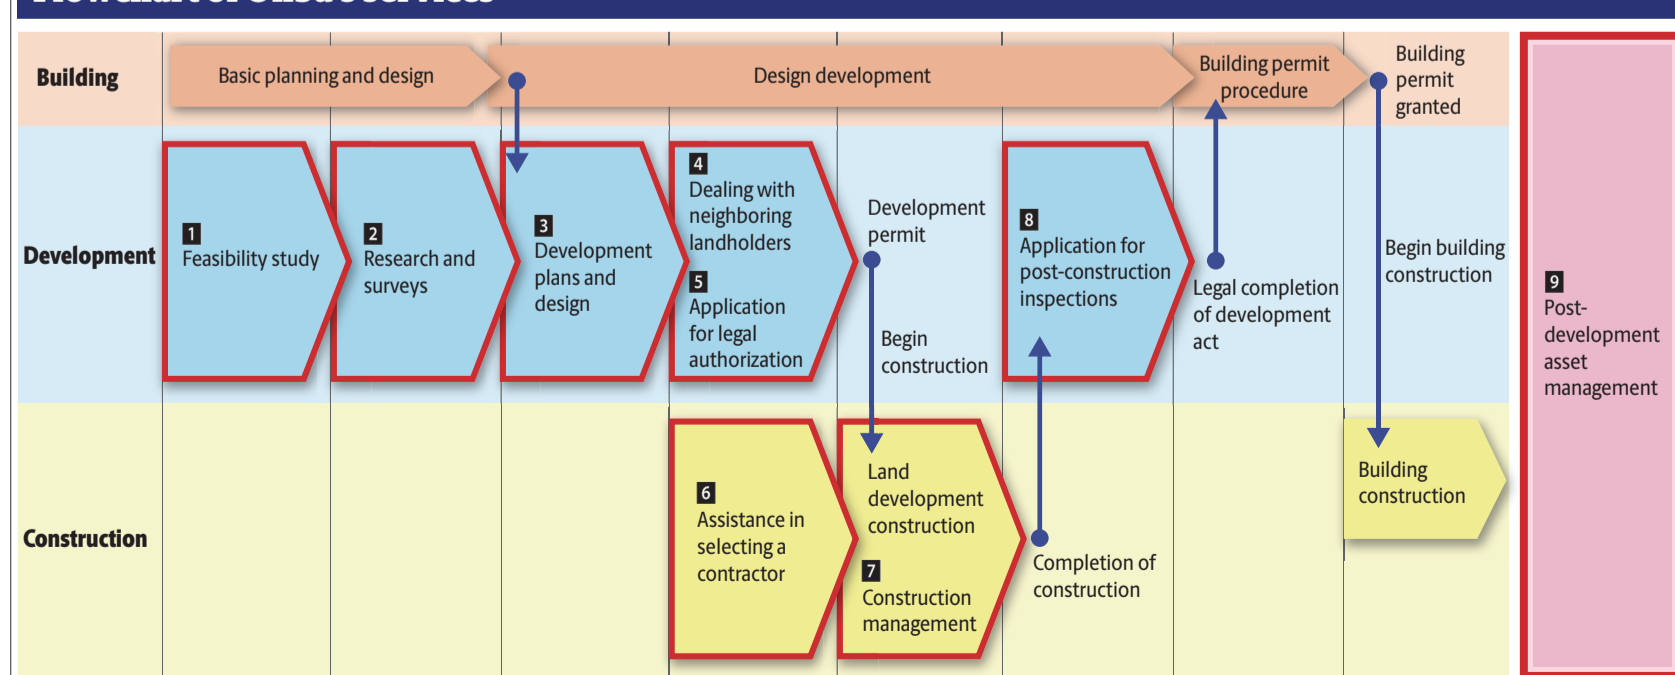 Building
Basic planning and design
Design development
Building permit
procedure
Building
permit
granted
Development
1
Feasibility study
2
Research and
surveys
3
Development
plans and
design
4
Dealing with
neighboring
landholders
5
Application
for legal
authorization
Development
permit
Begin
construction
8
Application for
post-construction
inspections
Legal completion
of development
act
Begin building
construction
9
Post-
development
asset
management
Construction
6
Assistance in
selecting a
contractor
Land
development
construction
7
Construction
management
Completion of
construction
Building
construction